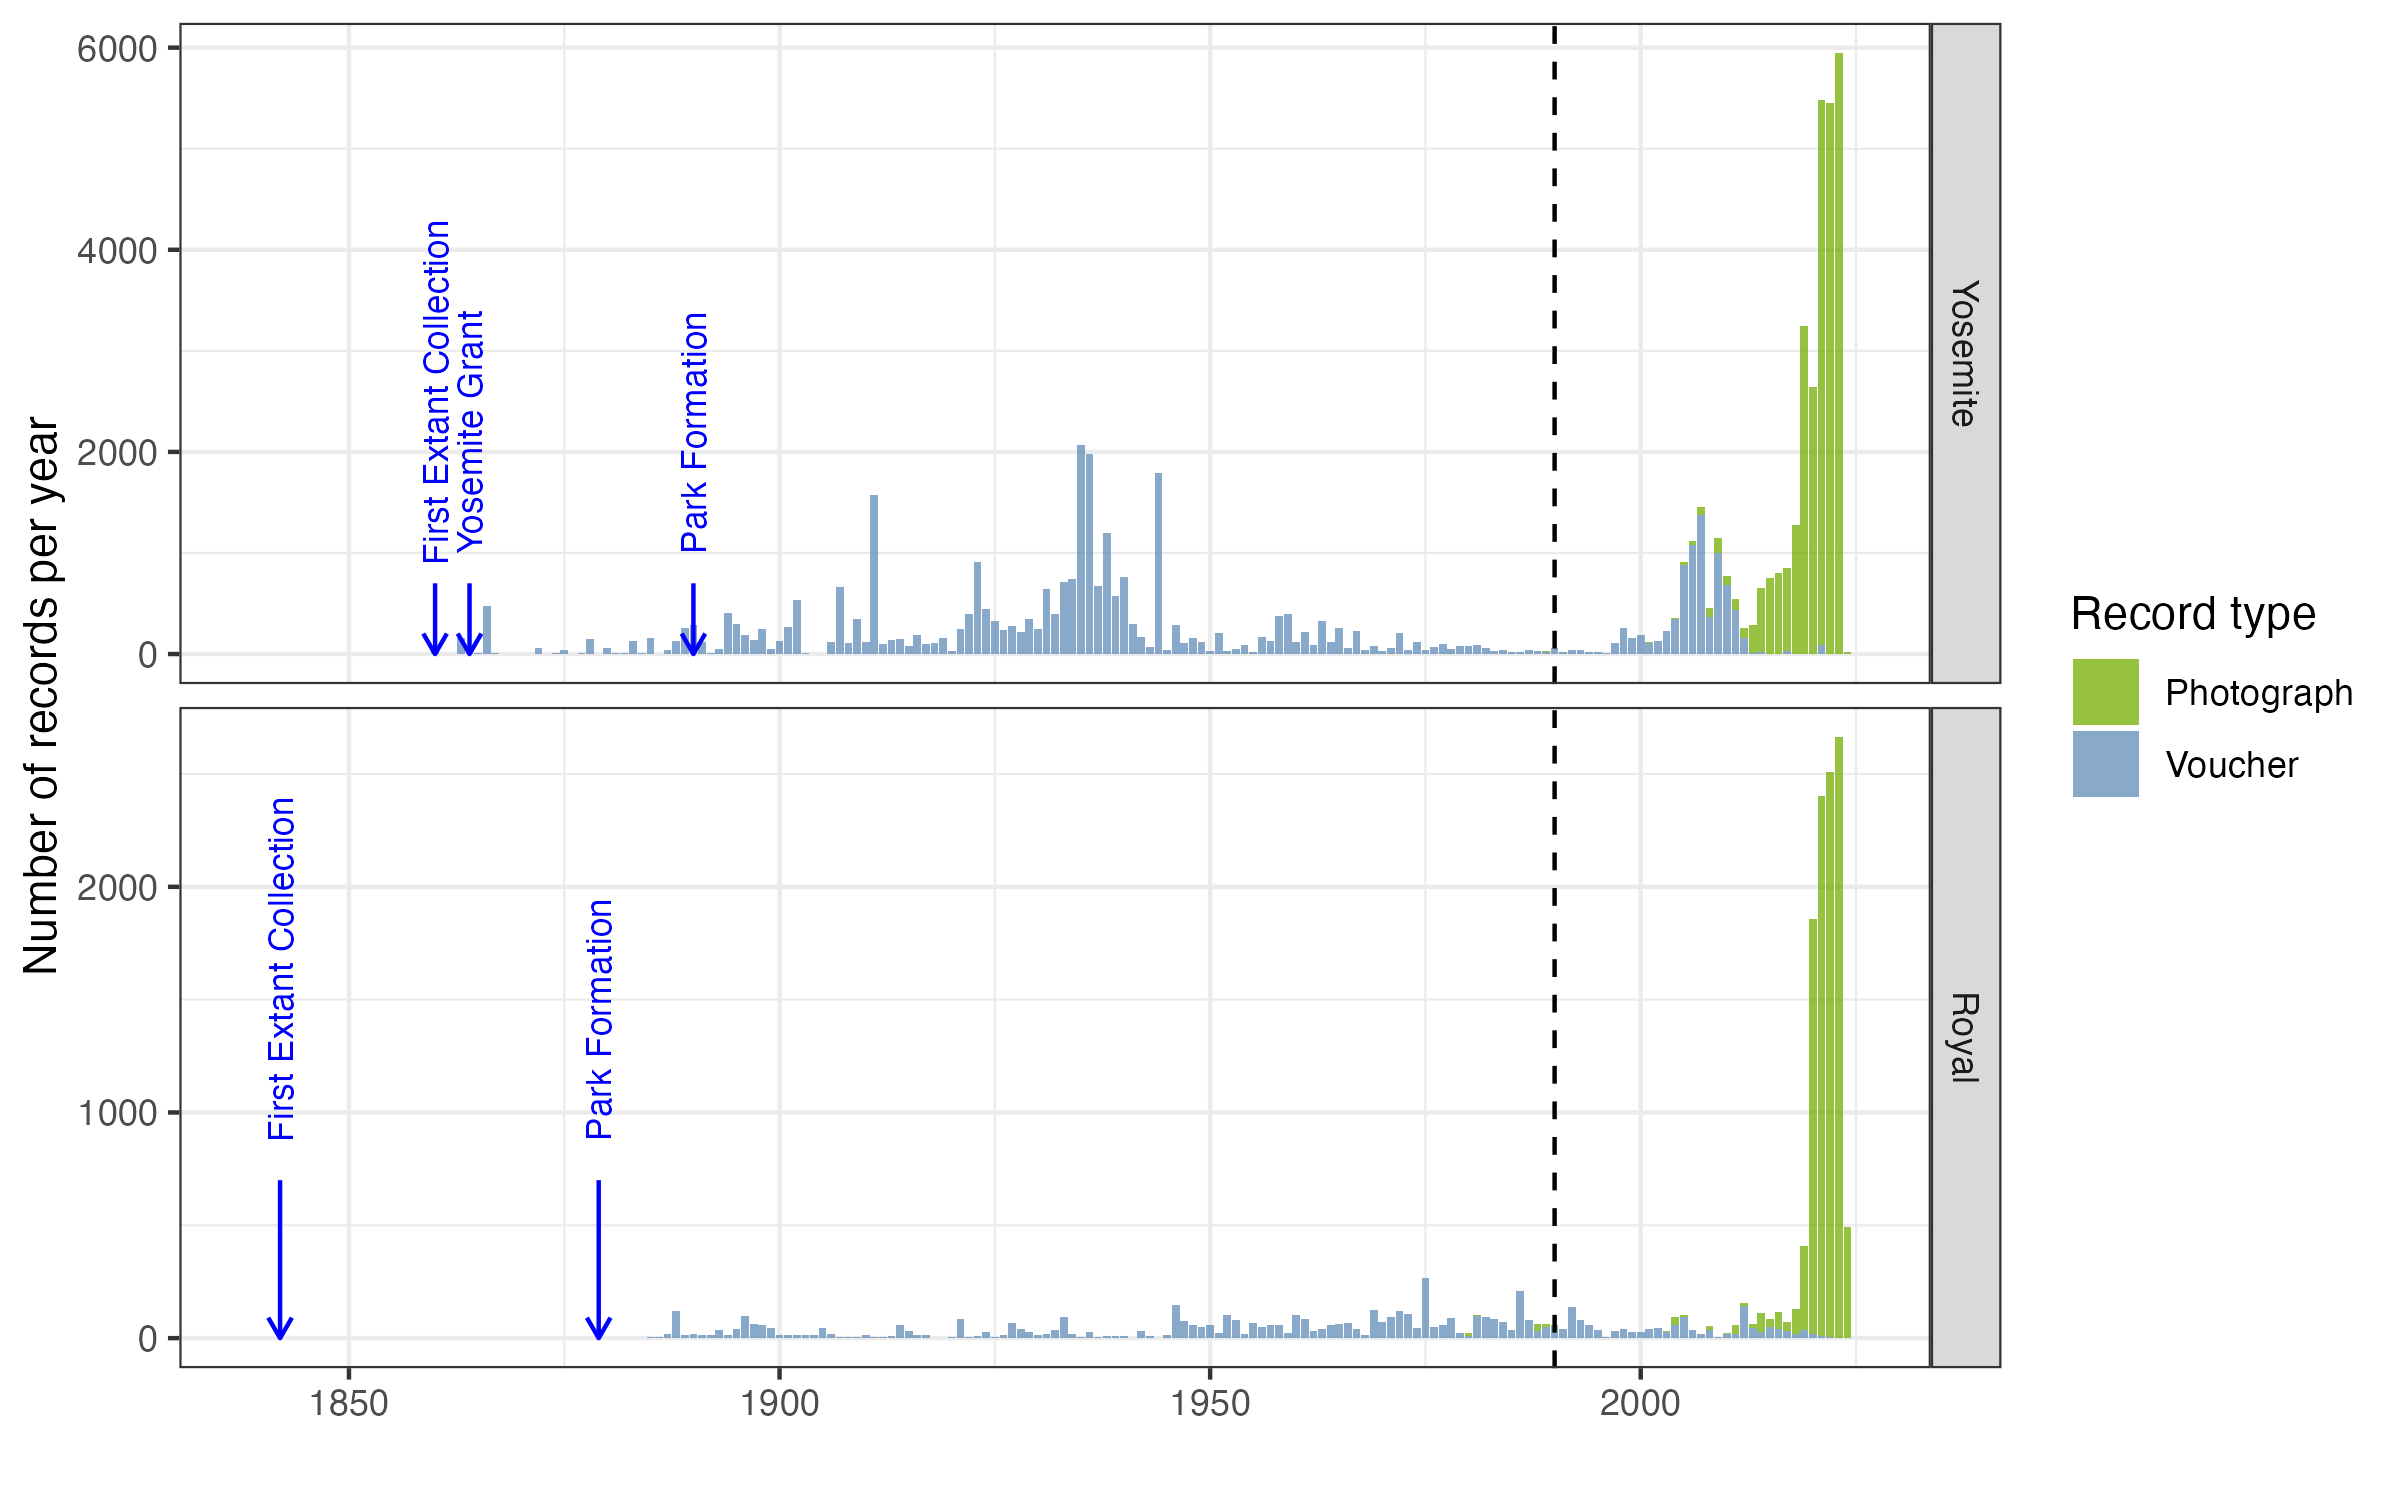 Number of records per year
6000
4000
2000
0
First Extant Collection
Yosemite Grant
Park Formation
Yosemite
2000
1000
0
First Extant Collection
Park Formation
Royal
1850
1900
1950
2000
Record type
Photograph
Voucher